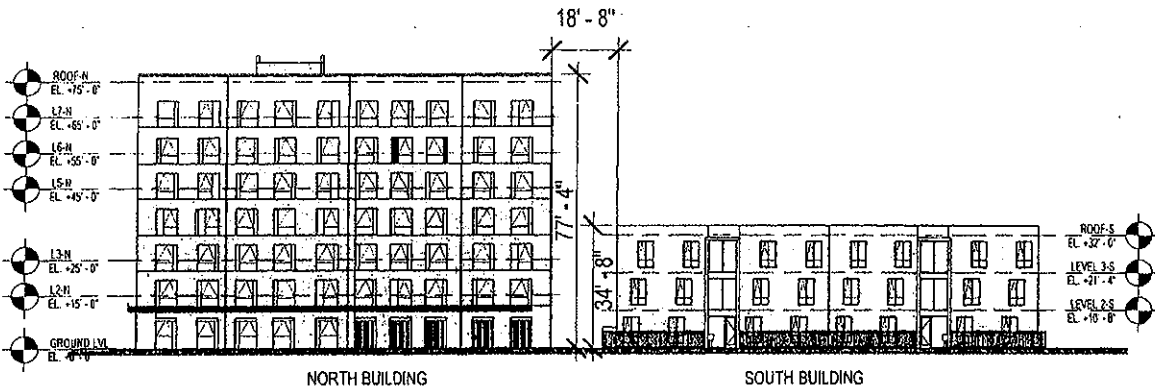 18' - 8"
ROOF-N
EL. +75' - 0"
L7-N
EL. +65' - 0"
L6-N
EL. +55' - 0"
L5-N
EL. +45' - 0"
L3-N
EL. +25' - 0"
L2-N
EL. +15' - 0"
GROUND LVL
77' - 4"
34' - 8"
ROOF-S
EL +32' - 0"
LEVEL 3-S
EL. +21' - 4"
LEVEL 2-S
EL. +10' - 8"
NORTH BUILDING
SOUTH BUILDING